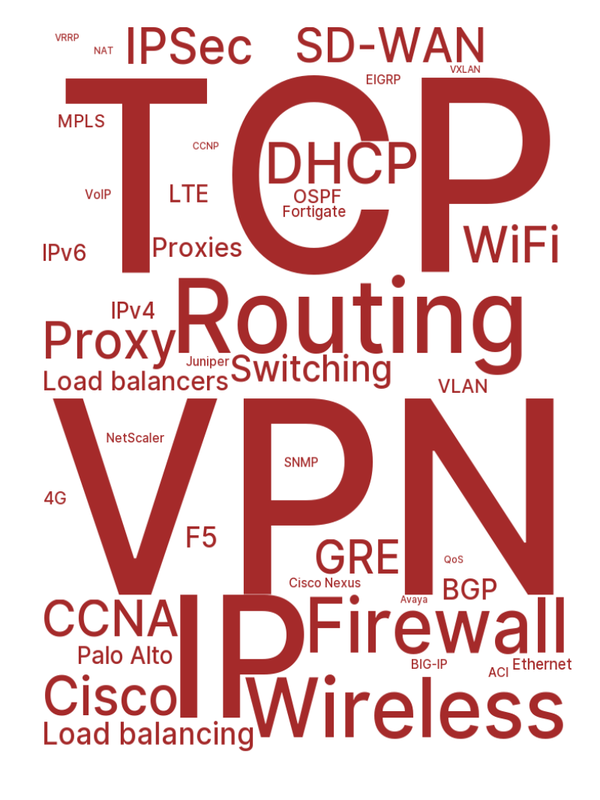 VRRP
NAT
IPSec
SD-WAN
VXLAN
EIGRP
TCP
MPLS
CCNP
DHCP
VoIP
LTE
OSPF
Fortigate
IPv6
Proxies
WiFi
Routing
IPv4
Proxy
Juniper
Switching
Load balancers
VLAN
VPN
NetScaler
SNMP
4G
F5
GRE
QoS
Cisco Nexus
BGP
Avaya
CCNA
IP
Firewall
Palo Alto
BIG-IP
ACI
Ethernet
Cisco
Wireless
Load balancing